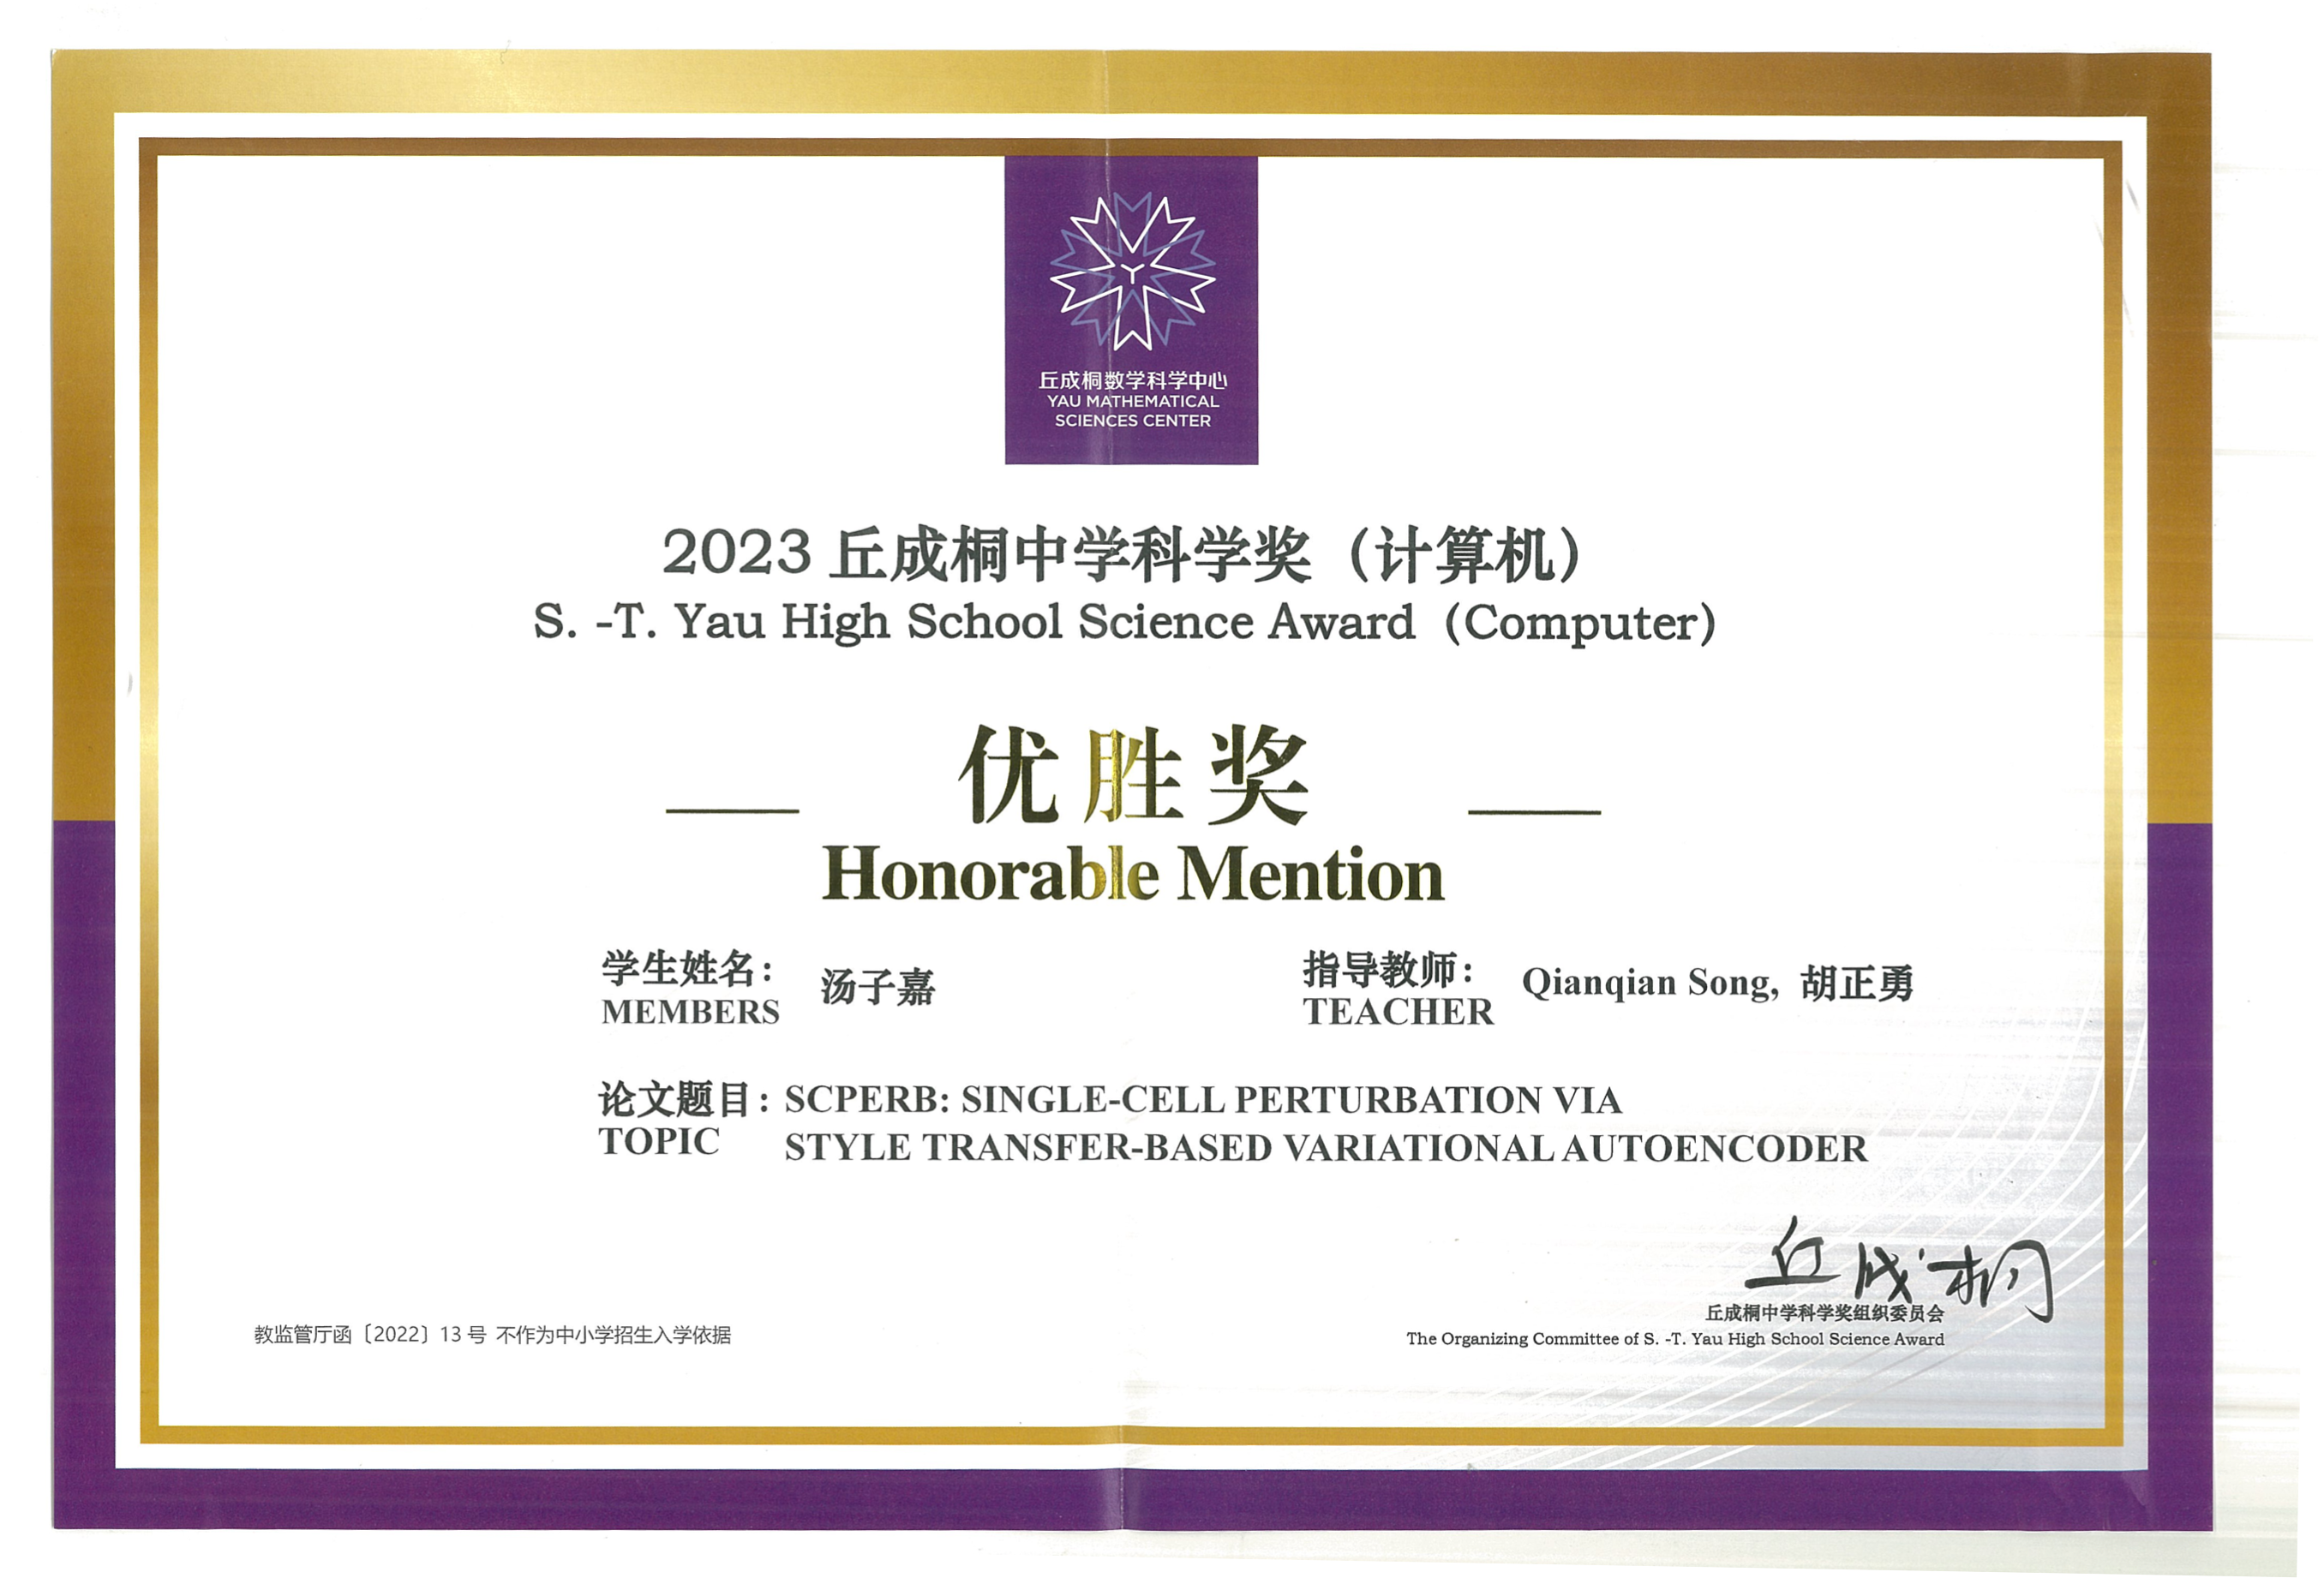 丘成桐数学科学中心
YAU MATHEMATICAL
SCIENCES CENTER
2023 丘成桐中学科学奖（计算机）
S. -T. Yau High School Science Award (Computer)
优胜奖
Honorable Mention
学生姓名： 汤子嘉
MEMBERS
指导教师： Qianqian Song, 胡正勇
TEACHER
论文题目： SCPERB: SINGLE-CELL PERTURBATION VIA
TOPIC STYLE TRANSFER-BASED VARIATIONAL AUTOENCODER
丘成桐
丘成桐中学科学奖组织委员会
The Organizing Committee of S. -T. Yau High School Science Award
教监管厅函〔2022〕13 号 不作为中小学招生入学依据